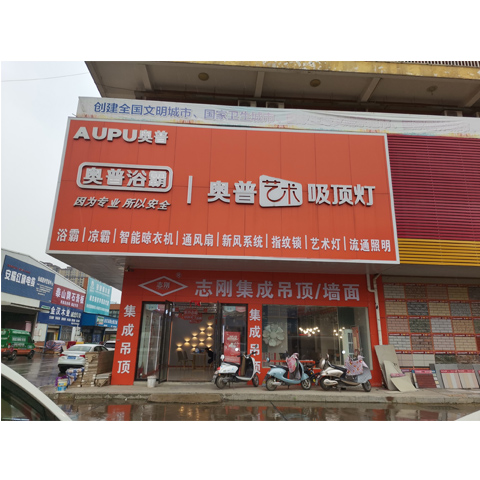 创建全国文明城市、国家卫生城市
AUPU奥普
奥普浴霸
因为专业 所以安全
奥普艺术吸顶灯
浴霸|凉霸|智能晾衣机|通风扇|新风系统|指纹锁|艺术灯|流通照明
志刚集成吊顶/墙面
集成吊顶
集成吊顶